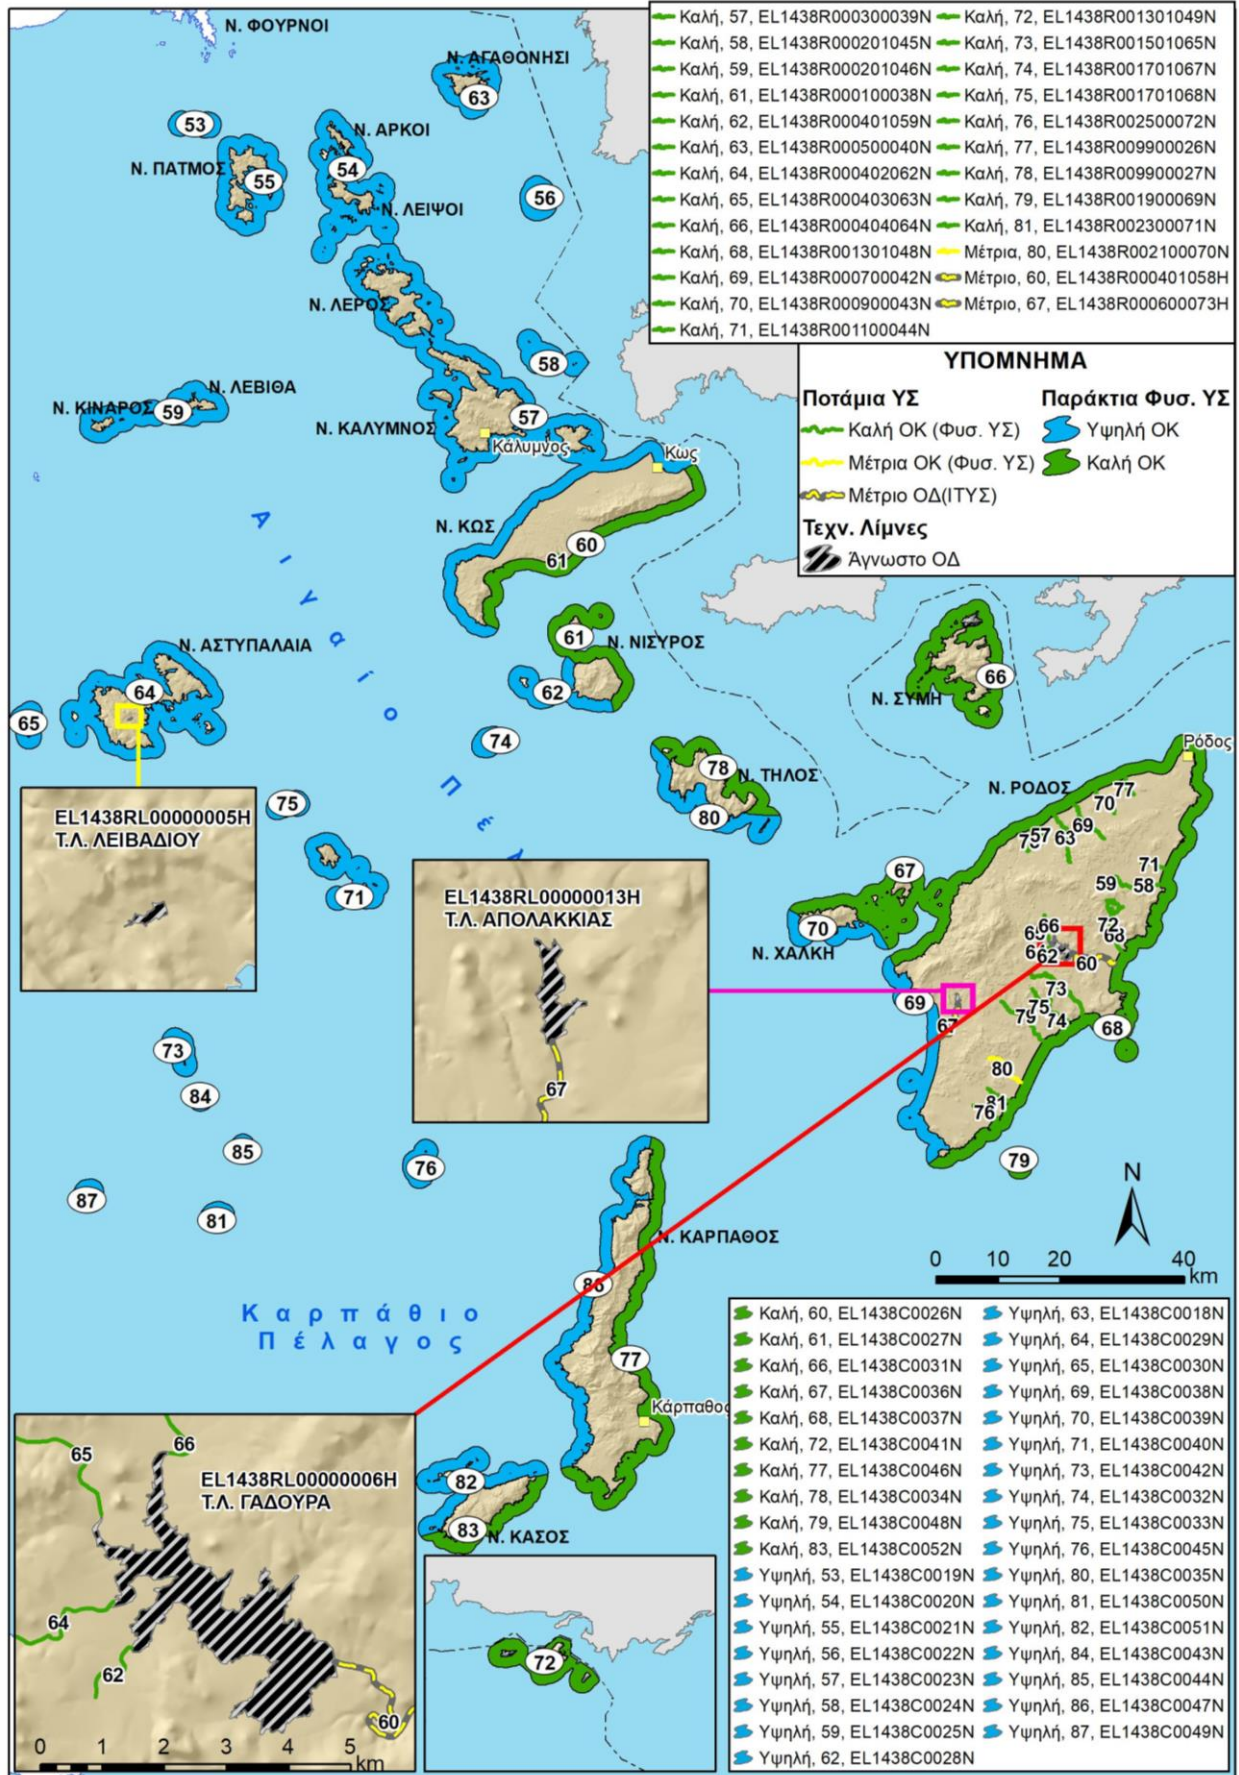 Καλή, 57, EL1438R000300039N
Καλή, 58, EL1438R000201045N
Καλή, 59, EL1438R000201046N
Καλή, 61, EL1438R000100038N
Καλή, 62, EL1438R000401059N
Καλή, 63, EL1438R000500040N
Καλή, 64, EL1438R000402062N
Καλή, 65, EL1438R000403063N
Καλή, 66, EL1438R000404064N
Καλή, 68, EL1438R001301048N
Καλή, 69, EL1438R000700042N
Καλή, 70, EL1438R000900043N
Καλή, 71, EL1438R001100044N
Καλή, 72, EL1438R001301049N
Καλή, 73, EL1438R001501065N
Καλή, 74, EL1438R001701067N
Καλή, 75, EL1438R001701068N
Καλή, 76, EL1438R002500072N
Καλή, 77, EL1438R009900026N
Καλή, 78, EL1438R009900027N
Καλή, 79, EL1438R001900069N
Καλή, 81, EL1438R002300071N
Μέτρια, 80, EL1438R002100070N
Μέτριο, 60, EL1438R000401058H
Μέτριο, 67, EL1438R000600073H
ΥΠΟΜΝΗΜΑ
Ποτάμια ΥΣ
Καλή ΟΚ (Φυσ. ΥΣ)
Μέτρια ΟΚ (Φυσ. ΥΣ)
Μέτριο ΟΔ(ΙΤΥΣ)
Τεχν. Λίμνες
Άγνωστο ΟΔ
Παράκτια Φυσ. ΥΣ
Υψηλή ΟΚ
Καλή ΟΚ
Ν. ΦΟΥΡΝΟΙ
Ν. ΑΓΑΘΟΝΗΣΙ
63
53
Ν. ΑΡΚΟΙ
Ν. ΠΑΤΜΟΣ
54
55
56
Ν. ΛΕΙΨΟΙ
Ν. ΛΕΡΟΣ
58
Ν. ΛΕΒΙΘΑ
Ν. ΚΙΝΑΡΟΣ
59
57
Ν. ΚΑΛΥΜΝΟΣ
Κάλυμνος
Κως
Ν. ΚΩΣ
60
61
61
Ν. ΝΙΣΥΡΟΣ
62
Ν. ΑΣΤΥΠΑΛΑΙΑ
64
65
66
Ν. ΣΥΜΗ
Αιγαίο
Πέλ
74
78
Ν. ΤΗΛΟΣ
80
75
71
Ρόδος
Ν. ΡΟΔΟΣ
77
70
69
57
63
71
59
58
72
68
66
62
60
73
75
79
74
67
80
81
76
67
70
Ν. ΧΑΛΚΗ
69
68
79
EL1438RL00000005H
Τ.Λ. ΛΕΙΒΑΔΙΟΥ
EL1438RL00000013H
Τ.Λ. ΑΠΟΛΑΚΚΙΑΣ
67
73
84
85
87
81
76
N
0 10 20 40
km
Ν. ΚΑΡΠΑΘΟΣ
86
77
Κάρπαθος
Καρπάθιο
Πέλαγος
82
83
Ν. ΚΑΣΟΣ
72
EL1438RL00000006H
Τ.Λ. ΓΑΔΟΥΡΑ
66
65
64
62
60
0 1 2 3 4 5
km
Καλή, 60, EL1438C0026N
Καλή, 61, EL1438C0027N
Καλή, 66, EL1438C0031N
Καλή, 67, EL1438C0036N
Καλή, 68, EL1438C0037N
Καλή, 72, EL1438C0041N
Καλή, 77, EL1438C0046N
Καλή, 78, EL1438C0034N
Καλή, 79, EL1438C0048N
Καλή, 83, EL1438C0052N
Υψηλή, 53, EL1438C0019N
Υψηλή, 54, EL1438C0020N
Υψηλή, 55, EL1438C0021N
Υψηλή, 56, EL1438C0022N
Υψηλή, 57, EL1438C0023N
Υψηλή, 58, EL1438C0024N
Υψηλή, 59, EL1438C0025N
Υψηλή, 62, EL1438C0028N
Υψηλή, 63, EL1438C0018N
Υψηλή, 64, EL1438C0029N
Υψηλή, 65, EL1438C0030N
Υψηλή, 69, EL1438C0038N
Υψηλή, 70, EL1438C0039N
Υψηλή, 71, EL1438C0040N
Υψηλή, 73, EL1438C0042N
Υψηλή, 74, EL1438C0032N
Υψηλή, 75, EL1438C0033N
Υψηλή, 76, EL1438C0045N
Υψηλή, 80, EL1438C0035N
Υψηλή, 81, EL1438C0050N
Υψηλή, 82, EL1438C0051N
Υψηλή, 84, EL1438C0043N
Υψηλή, 85, EL1438C0044N
Υψηλή, 86, EL1438C0047N
Υψηλή, 87, EL1438C0049N